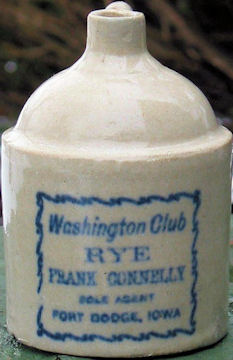 Washington Club
RYE
FRANK CONNELLY
SOLE AGENT
FORT DODGE, IOWA